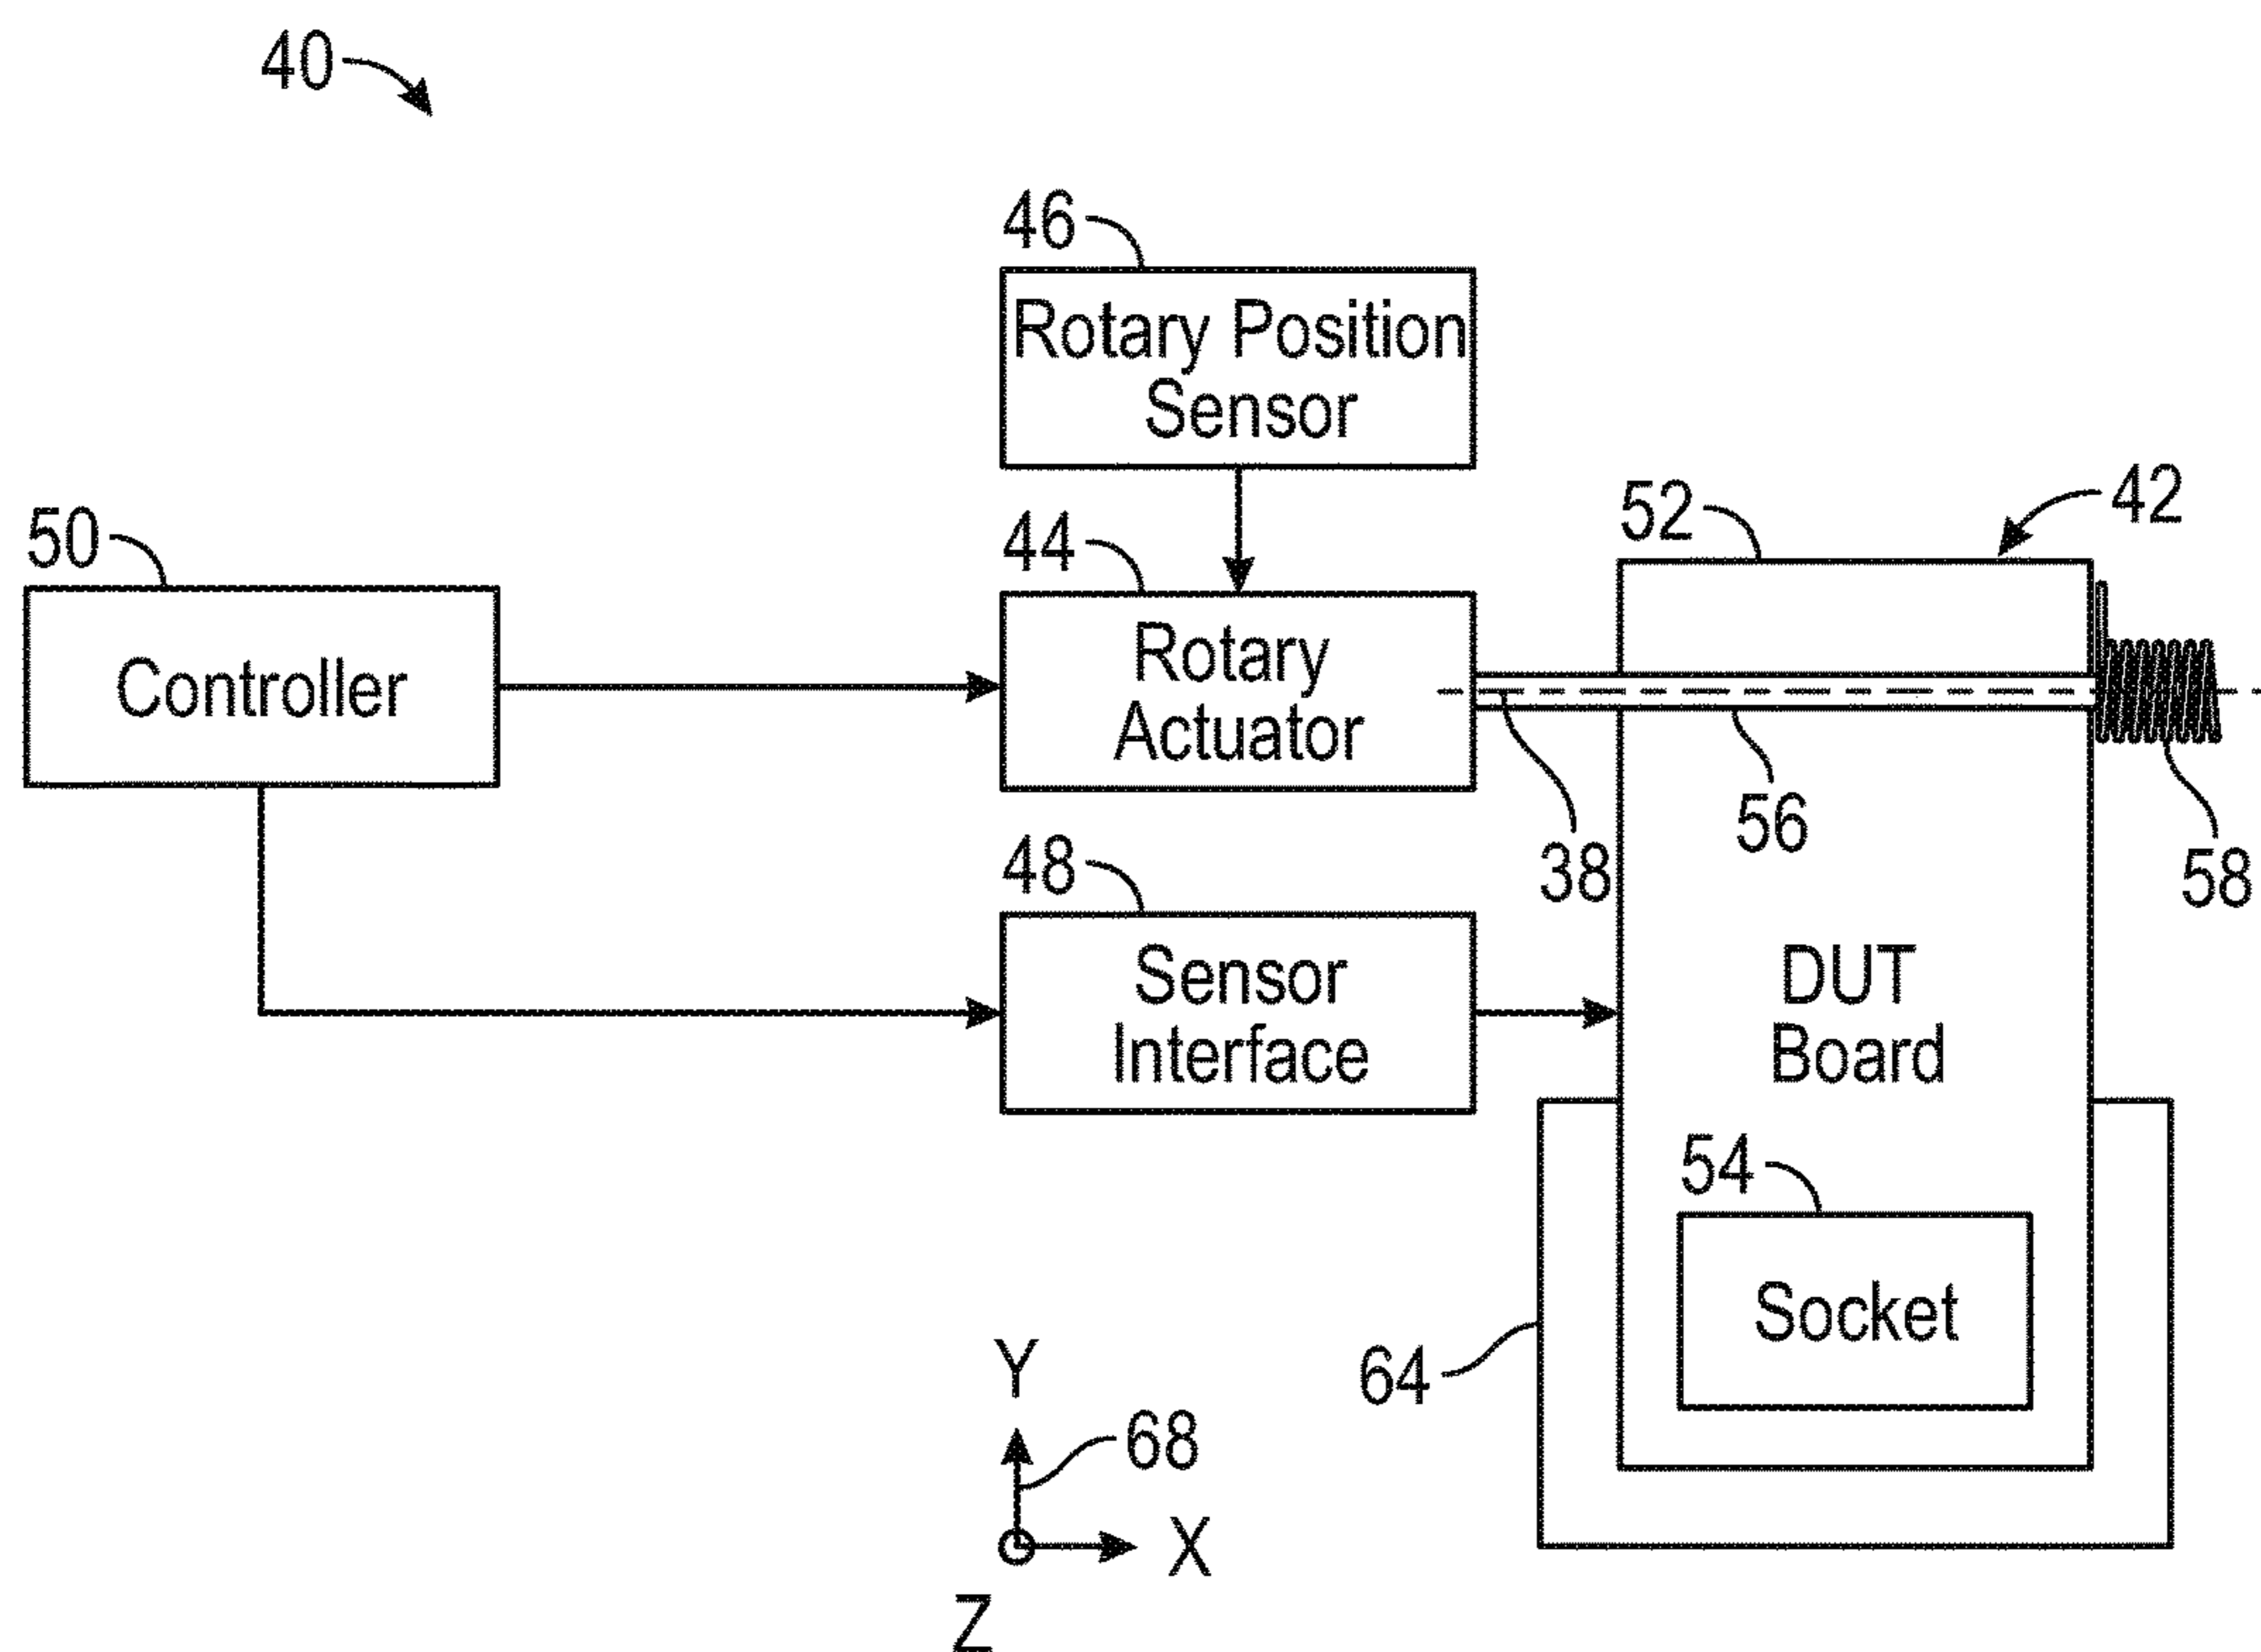 40
46
Rotary Position
Sensor
50
Controller
44
Rotary
Actuator
52
42
38
56
58
48
Sensor
Interface
DUT
Board
54
Socket
64
Y
68
X
Z